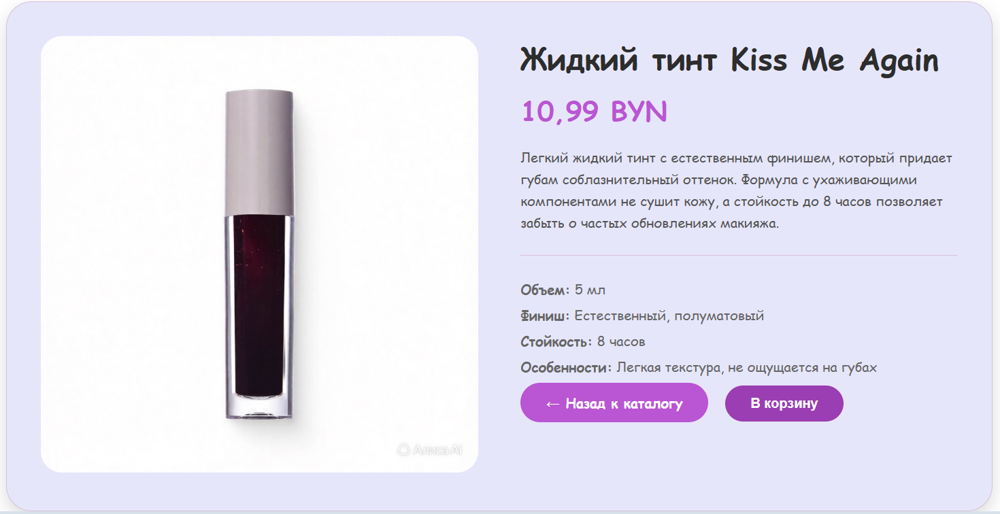 Жидкий тинт Kiss Me Again
10,99 BYN
Легкий жидкий тинт с естественным финишем, который придает
губам соблазнительный оттенок. Формула с ухаживающими
компонентами не сушит кожу, а стойкость до 8 часов позволяет
забыть о частых обновлениях макияжа.
Объем: 5 мл
Финиш: Естественный, полуматовый
Стойкость: 8 часов
Особенности: Легкая текстура, не ощущается на губах
← Назад к каталогу
В корзину
Алиса AI